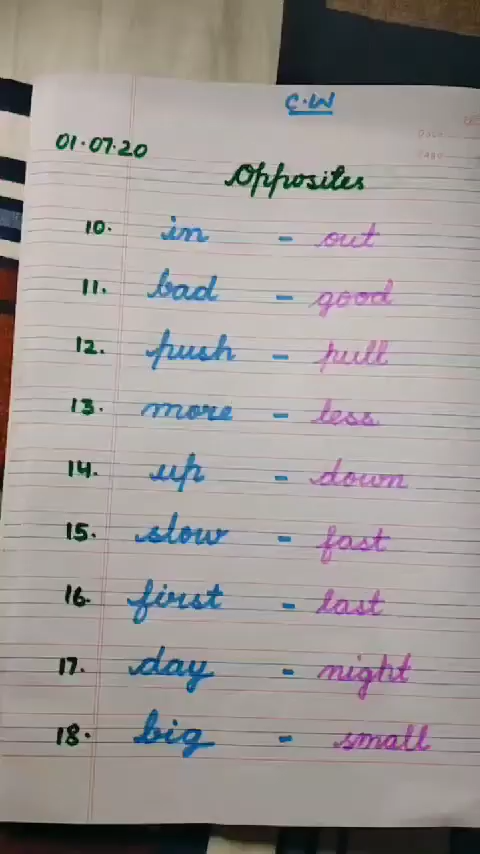 C.W
01.07.20
Opposites
10. in - out
11. bad - good
12. push - pull
13. more - less
14. up - down
15. slow - fast
16. first - last
17. day - night
18. big - small